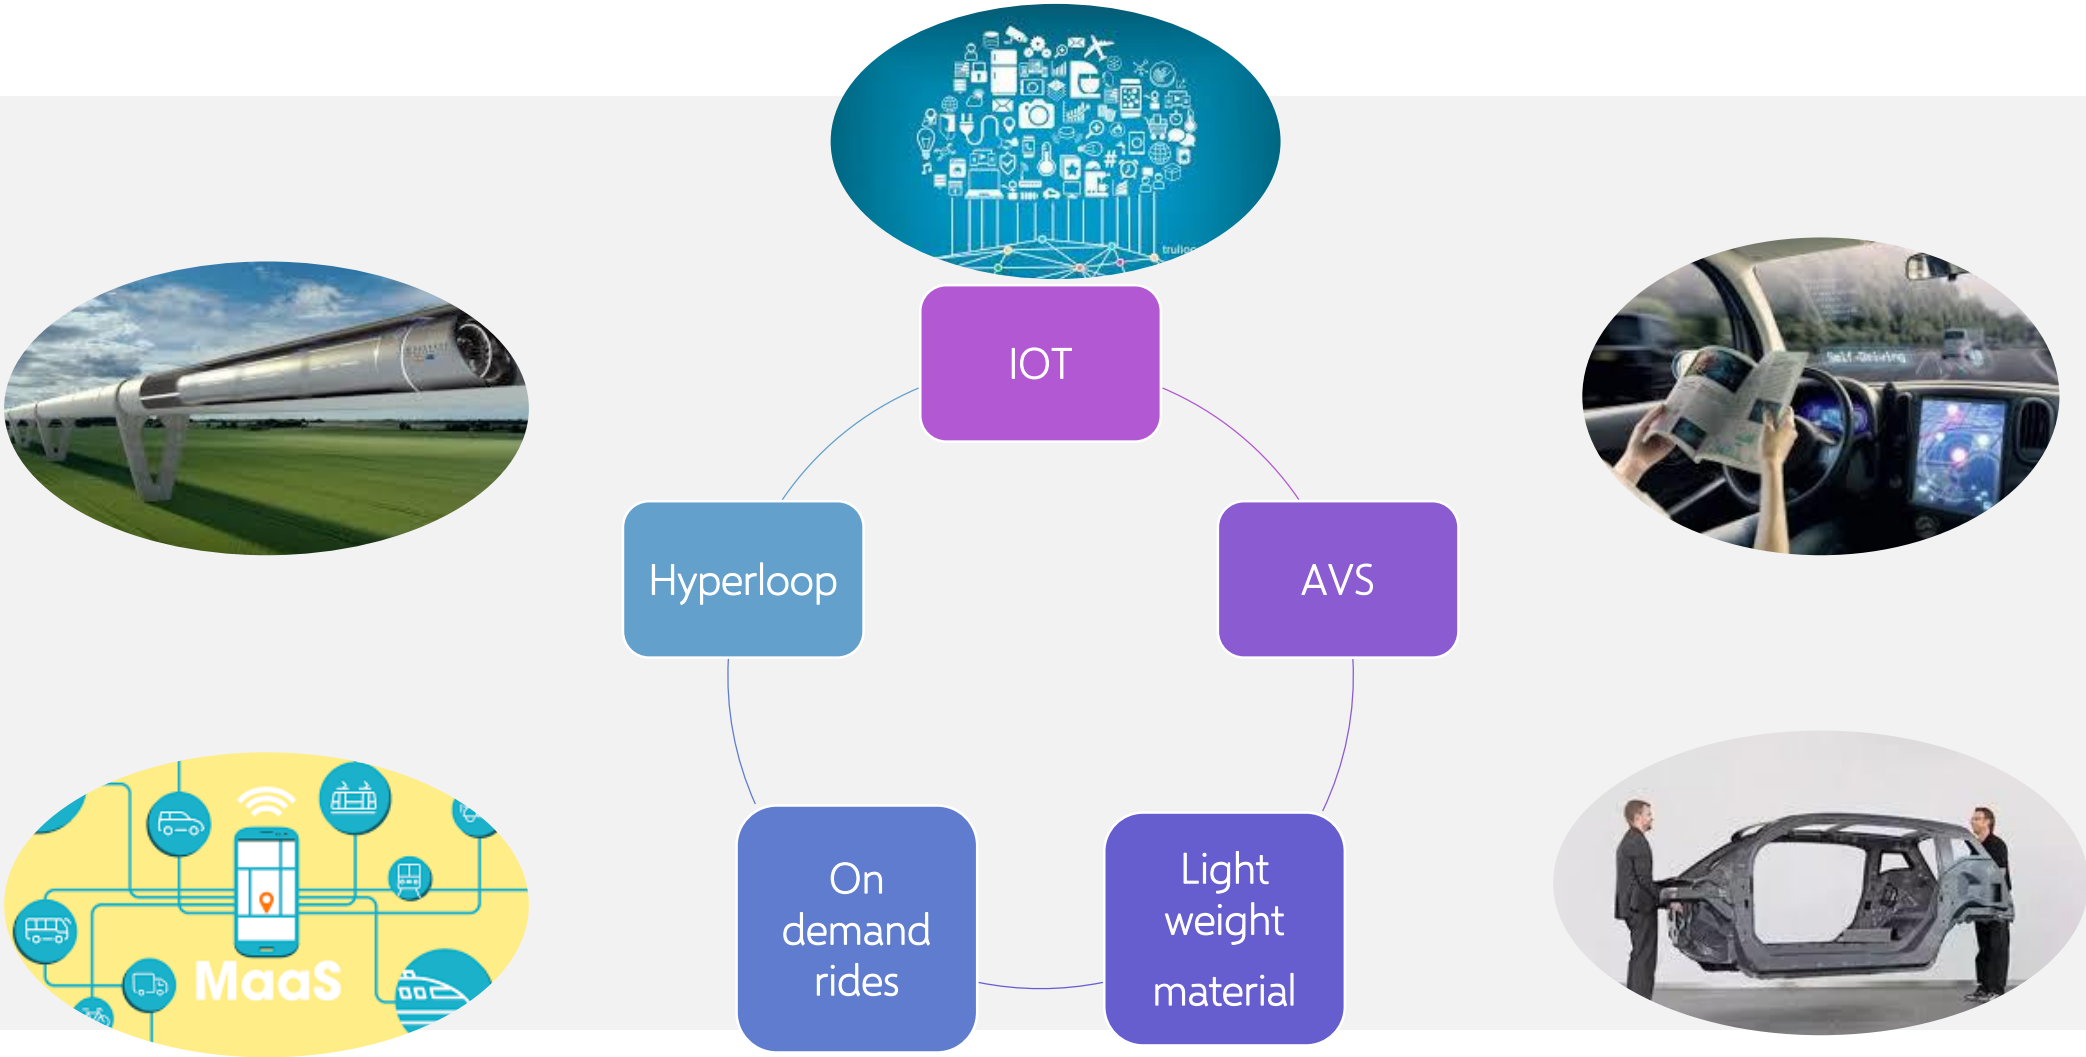 IOT
Self-Driving
Hyperloop
AVS
On
demand
rides
Light
weight
material
MaaS
#